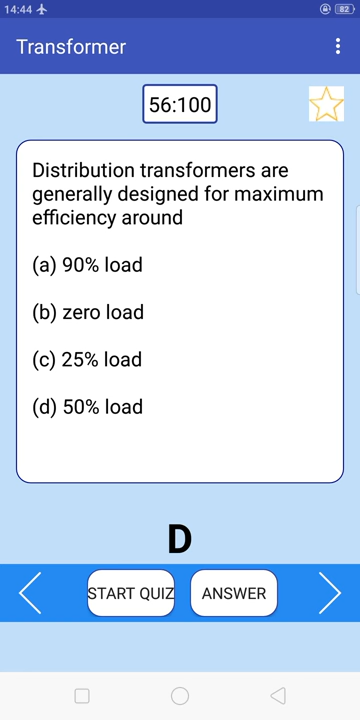 14:44
82
Transformer
56:100
Distribution transformers are
generally designed for maximum
efficiency around
(a) 90% load
(b) zero load
(c) 25% load
(d) 50% load
D
START QUIZ
ANSWER